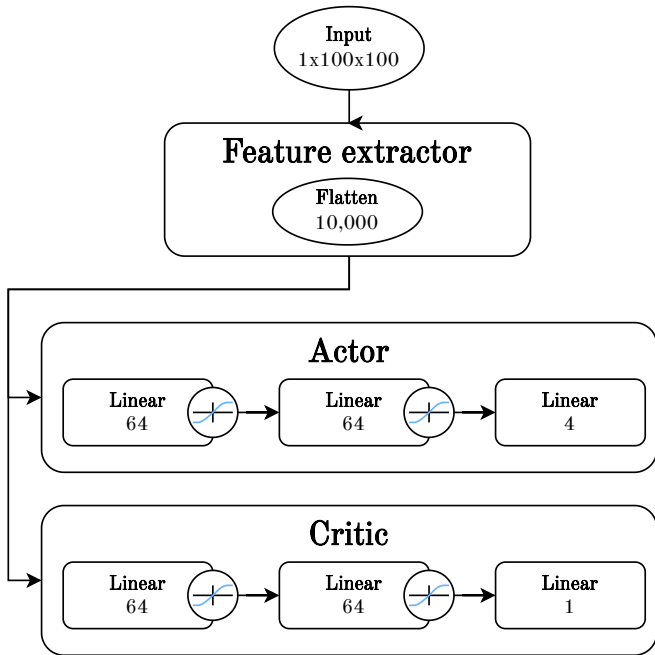 Input
1x100x100
Feature extractor
Flatten
10,000
Actor
Linear
64
Linear
64
Linear
4
Critic
Linear
64
Linear
64
Linear
1